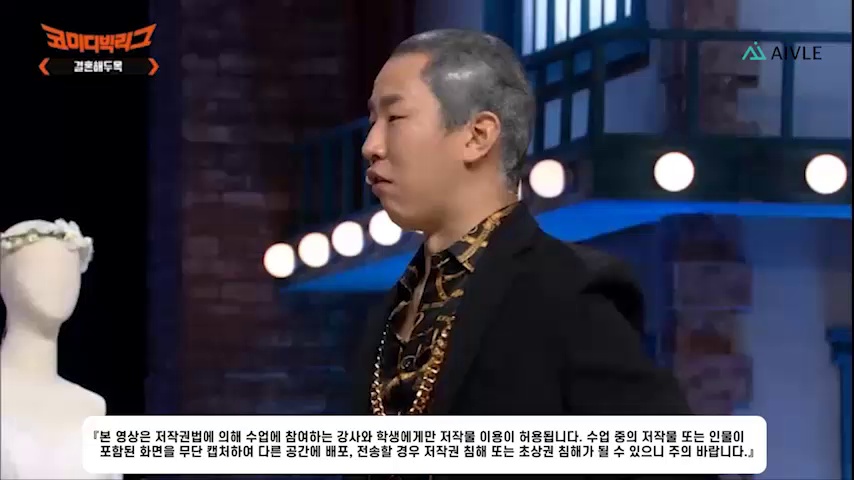 코미디빅리그
결혼해두목
AIVLE
『본 영상은 저작권법에 의해 수업에 참여하는 강사와 학생에게만 저작물 이용이 허용됩니다. 수업 중의 저작물 또는 인물이
포함된 화면을 무단 캡처하여 다른 공간에 배포, 전송할 경우 저작권 침해 또는 초상권 침해가 될 수 있으니 주의 바랍니다.』